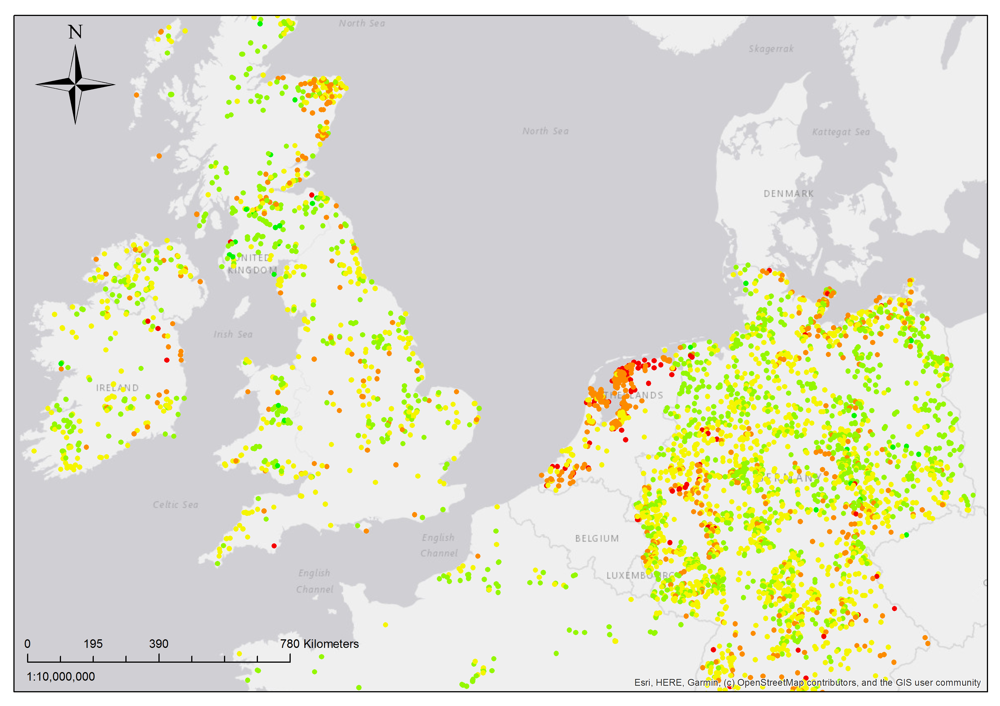 North Sea
N
Skagerrak
North Sea
Kattegat Sea
DENMARK
UNITED
KINGDOM
Irish Sea
IRELAND
THERLANDS
ERMANY
Celtic Sea
English
Channel
BELGIUM
English
Channel
LUXEMBOURG
0 195 390 780 Kilometers
1:10,000,000
Esri, HERE, Garmin, (c) OpenStreetMap contributors, and the GIS user community